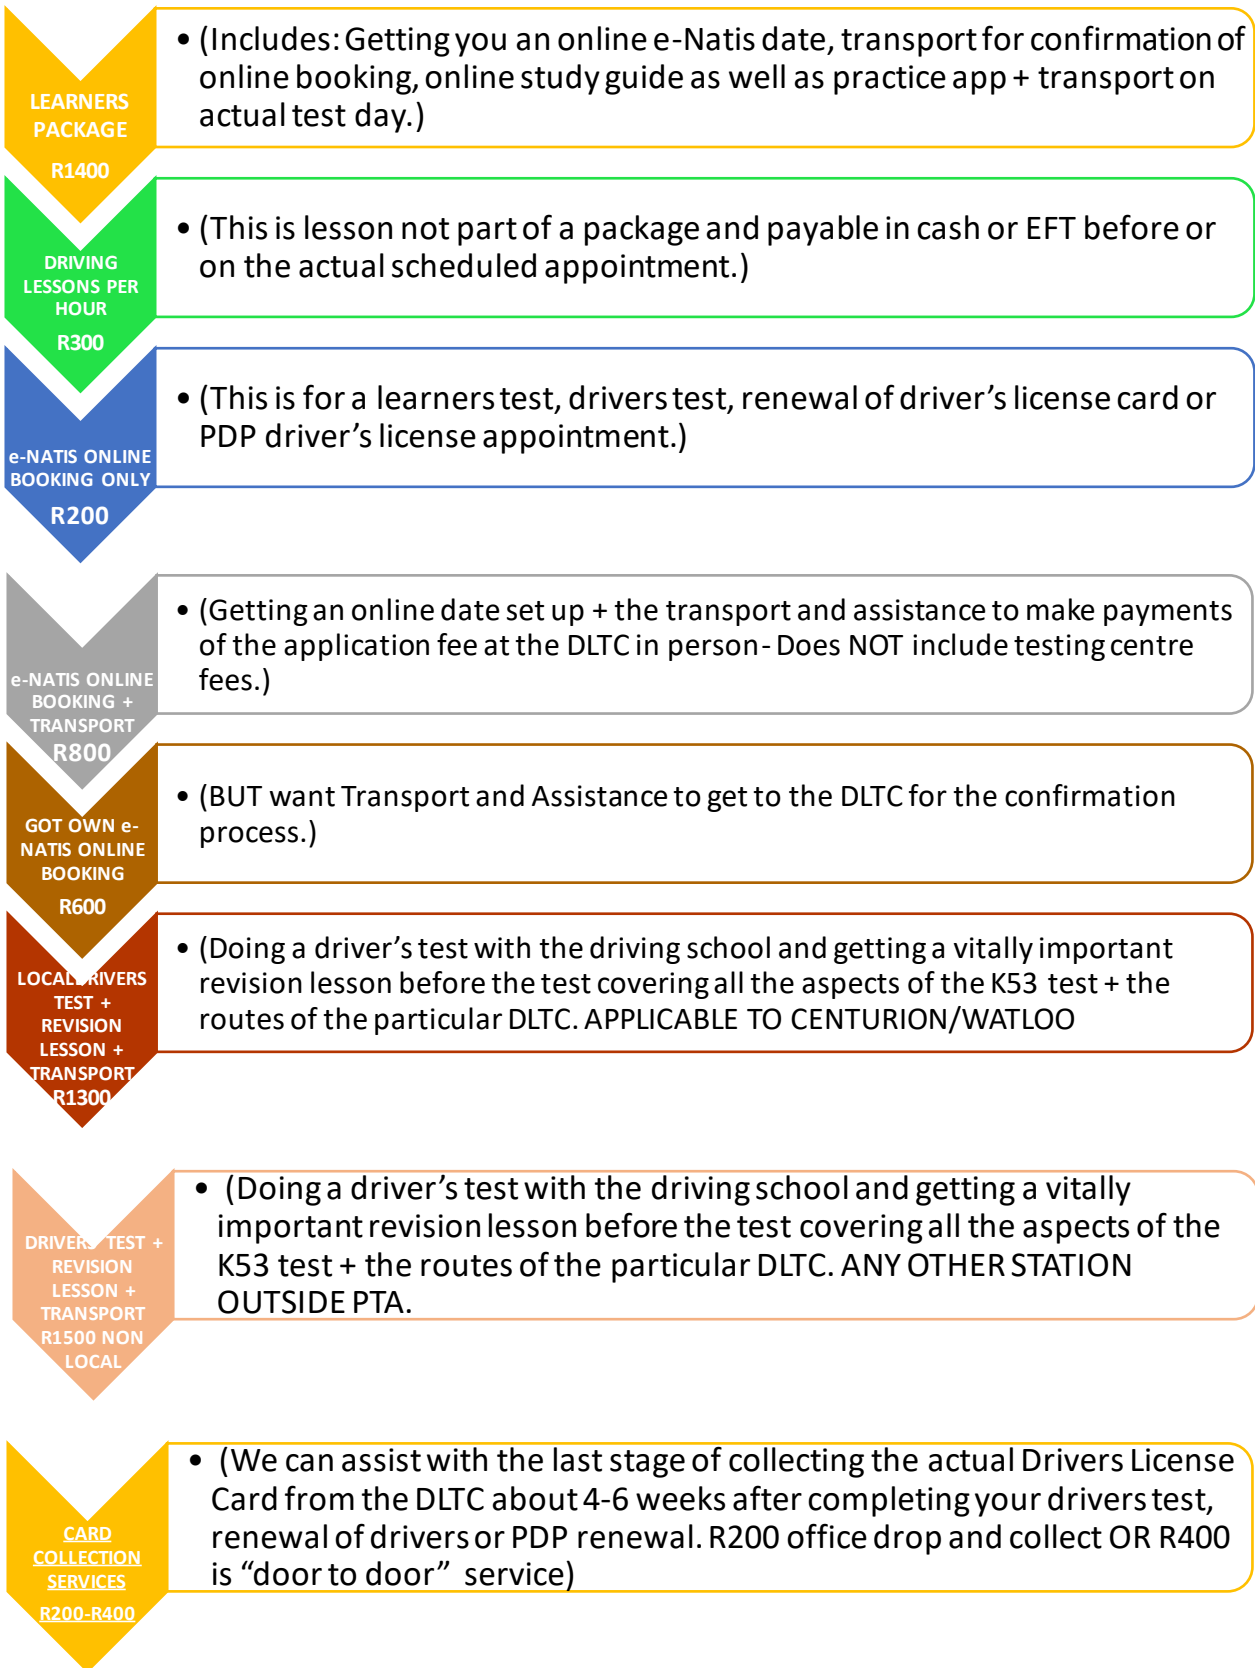 LEARNERS
PACKAGE
R1400
• (Includes: Getting you an online e-Natis date, transport for confirmation of
online booking, online study guide as well as practice app + transport on
actual test day.)
DRIVING
LESSONS PER
HOUR
R300
• (This is lesson not part of a package and payable in cash or EFT before or
on the actual scheduled appointment.)
e-NATIS ONLINE
BOOKING ONLY
R200
• (This is for a learners test, drivers test, renewal of driver’s license card or
PDP driver’s license appointment.)
e-NATIS ONLINE
BOOKING +
TRANSPORT
R800
• (Getting an online date set up + the transport and assistance to make payments
of the application fee at the DLTC in person - Does NOT include testing centre
fees.)
GOT OWN e-
NATIS ONLINE
BOOKING
R600
• (BUT want Transport and Assistance to get to the DLTC for the confirmation
process.)
LOCAL DRIVERS
TEST +
REVISION
LESSON +
TRANSPORT
R1300
• (Doing a driver’s test with the driving school and getting a vitally important
revision lesson before the test covering all the aspects of the K53 test + the
routes of the particular DLTC. APPLICABLE TO CENTURION/WATLOO
DRIVERS TEST +
REVISION
LESSON +
TRANSPORT
R1500 NON
LOCAL
• (Doing a driver’s test with the driving school and getting a vitally
important revision lesson before the test covering all the aspects of the
K53 test + the routes of the particular DLTC. ANY OTHER STATION
OUTSIDE PTA.
CARD
COLLECTION
SERVICES
R200-R400
• (We can assist with the last stage of collecting the actual Drivers License
Card from the DLTC about 4-6 weeks after completing your drivers test,
renewal of drivers or PDP renewal. R200 office drop and collect OR R400
is “door to door” service)